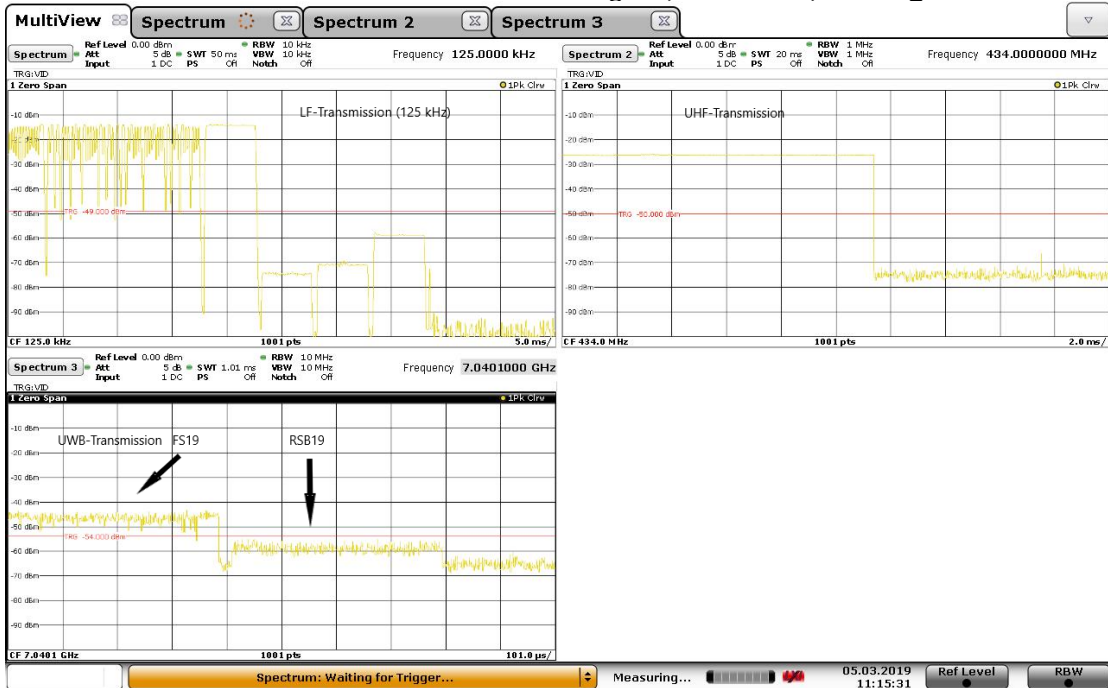 MultiView Spectrum Spectrum 2 Spectrum 3
Spectrum Ref Level 0.00 dBm RBW 10 kHz
Att 5 dB SWT 50 ms VBW 10 kHz Frequency 125.0000 kHz
Input 1 DC PS Off Notch Off
TRG:VID
1 Zero Span 1Pk Clrw
LF-Transmission (125 kHz)
-10 dBm
-30 dBm
-40 dBm
-50 dBm
TRG -49.000 dBm
-60 dBm
-70 dBm
-80 dBm
-90 dBm
CF 125.0 kHz 1001 pts 5.0 ms/
Spectrum 2 Ref Level 0.00 dBm RBW 1 MHz
Att 5 dB SWT 20 ms VBW 1 MHz Frequency 434.0000000 MHz
Input 1 DC PS Off Notch Off
TRG:VID
1 Zero Span 1Pk Clrw
UHF-Transmission
-10 dBm
-20 dBm
-30 dBm
-40 dBm
-50 dBm
TRG -50.000 dBm
-60 dBm
-70 dBm
-80 dBm
-90 dBm
CF 434.0 MHz 1001 pts 2.0 ms/
Spectrum 3 Ref Level 0.00 dBm RBW 10 MHz
Att 5 dB SWT 1.01 ms VBW 10 MHz Frequency 7.0401000 GHz
Input 1 DC PS Off Notch Off
TRG:VID
1 Zero Span 1Pk Clrw
-10 dBm
UWB-Transmission FS19 RSB19
-20 dBm
-30 dBm
-40 dBm
-50 dBm
TRG -54.000 dBm
-60 dBm
-70 dBm
-80 dBm
-90 dBm
CF 7.0401 GHz 1001 pts 101.0 µs/
Spectrum: Waiting for Trigger... Measuring... 05.03.2019 Ref Level RBW
11:15:31